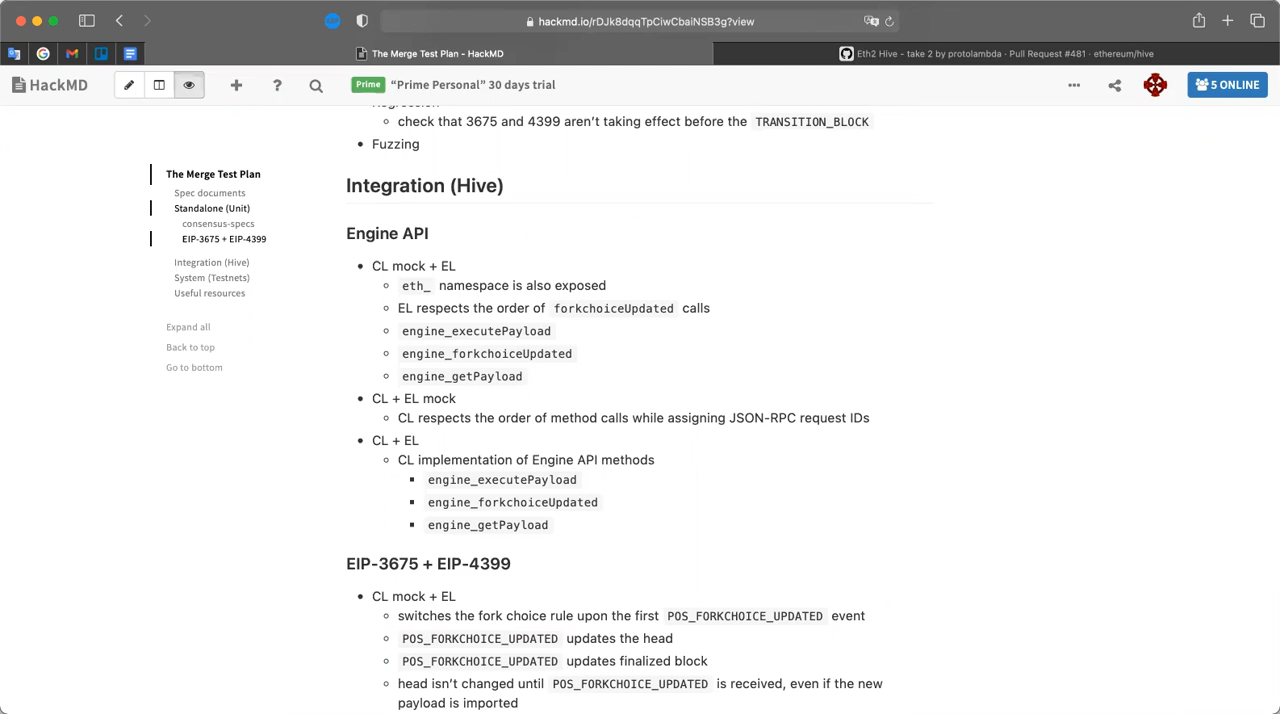 hackmd.io/rDJk8dqqTpCiwCbaiNSB3g?view
The Merge Test Plan - HackMD
Eth2 Hive - take 2 by protolambda · Pull Request #481 · ethereum/hive
HackMD
Prime "Prime Personal" 30 days trial
5 ONLINE
Regression
check that 3675 and 4399 aren't taking effect before the TRANSITION_BLOCK
Fuzzing
The Merge Test Plan
Spec documents
Standalone (Unit)
consensus-specs
EIP-3675 + EIP-4399
Integration (Hive)
System (Testnets)
Useful resources
Expand all
Back to top
Go to bottom
Integration (Hive)
Engine API
CL mock + EL
eth_ namespace is also exposed
EL respects the order of forkchoiceUpdated calls
engine_executePayload
engine_forkchoiceUpdated
engine_getPayload
CL + EL mock
CL respects the order of method calls while assigning JSON-RPC request IDs
CL + EL
CL implementation of Engine API methods
engine_executePayload
engine_forkchoiceUpdated
engine_getPayload
EIP-3675 + EIP-4399
CL mock + EL
switches the fork choice rule upon the first POS_FORKCHOICE_UPDATED event
POS_FORKCHOICE_UPDATED updates the head
POS_FORKCHOICE_UPDATED updates finalized block
head isn't changed until POS_FORKCHOICE_UPDATED is received, even if the new
payload is imported